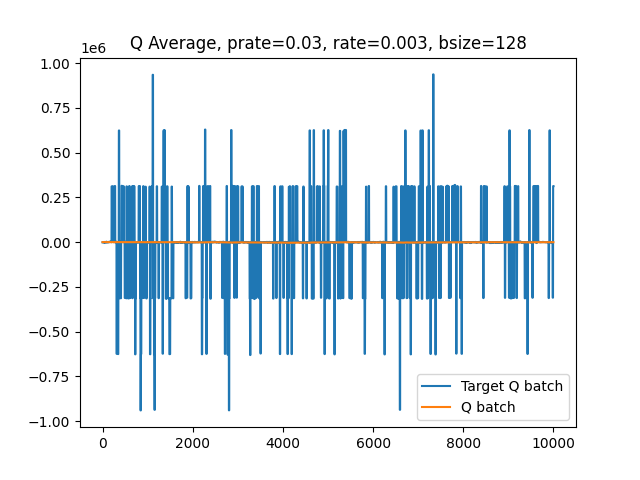 Q Average, prate=0.03, rate=0.003, bsize=128
1e6
1.00
0.75
0.50
0.25
0.00
−0.25
−0.50
−0.75
−1.00
0 2000 4000 6000 8000 10000
Target Q batch
Q batch